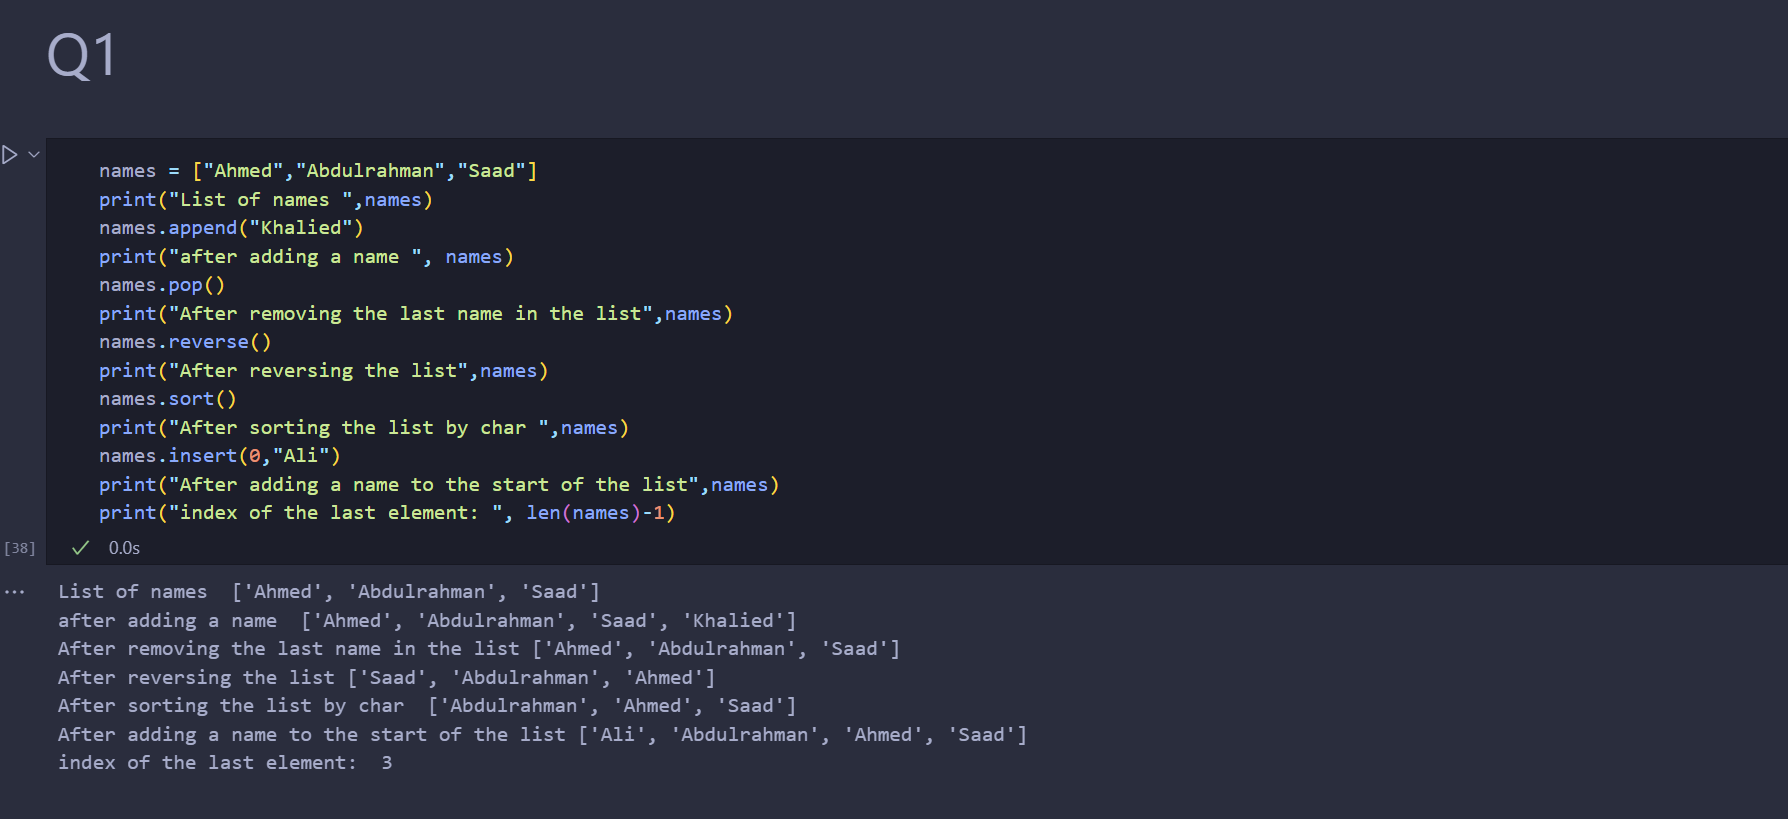 Q1
names = ["Ahmed","Abdulrahman","Saad"]
print("List of names ",names)
names.append("Khalied")
print("after adding a name ", names)
names.pop()
print("After removing the last name in the list",names)
names.reverse()
print("After reversing the list",names)
names.sort()
print("After sorting the list by char ",names)
names.insert(0,"Ali")
print("After adding a name to the start of the list",names)
print("index of the last element: ", len(names)-1)
[38] 0.0s
List of names  ['Ahmed', 'Abdulrahman', 'Saad']
after adding a name  ['Ahmed', 'Abdulrahman', 'Saad', 'Khalied']
After removing the last name in the list ['Ahmed', 'Abdulrahman', 'Saad']
After reversing the list ['Saad', 'Abdulrahman', 'Ahmed']
After sorting the list by char  ['Abdulrahman', 'Ahmed', 'Saad']
After adding a name to the start of the list ['Ali', 'Abdulrahman', 'Ahmed', 'Saad']
index of the last element:  3